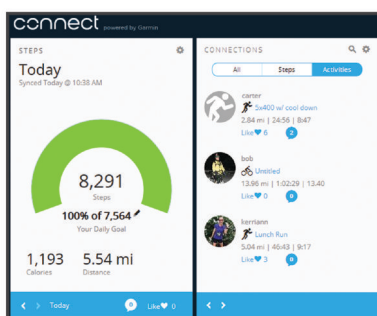 connect powered by Garmin
STEPS
Today
Synced Today @ 10:38 AM
8,291
Steps
100% of 7,564
Your Daily Goal
1,193
Calories
5.54 mi
Distance
< > Today
0
Like 0
CONNECTIONS
All
Steps
Activities
carter
5x400 w/ cool down
2.84 mi | 24:56 | 8:47
Like 6
2
bob
Untitled
13.96 mi | 1:02:29 | 13.40
Like 0
0
kerriann
Lunch Run
5.04 mi | 46:43 | 9:17
Like 3
0
< >